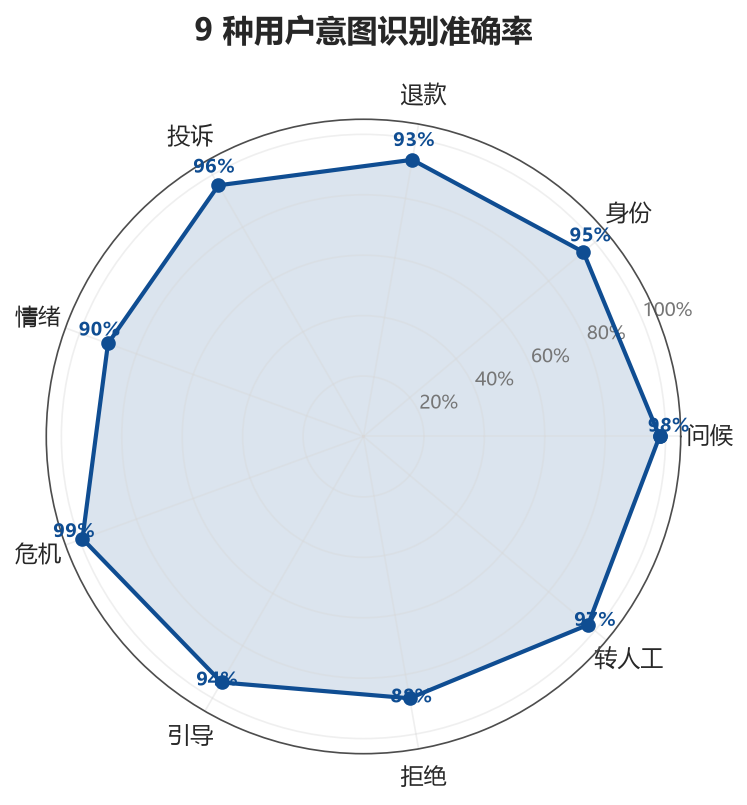 9 种用户意图识别准确率
退款
93%
投诉
96%
身份
95%
100%
情绪
90%
80%
60%
40%
20%
98%
问候
99%
危机
97%
转人工
94%
引导
88%
拒绝